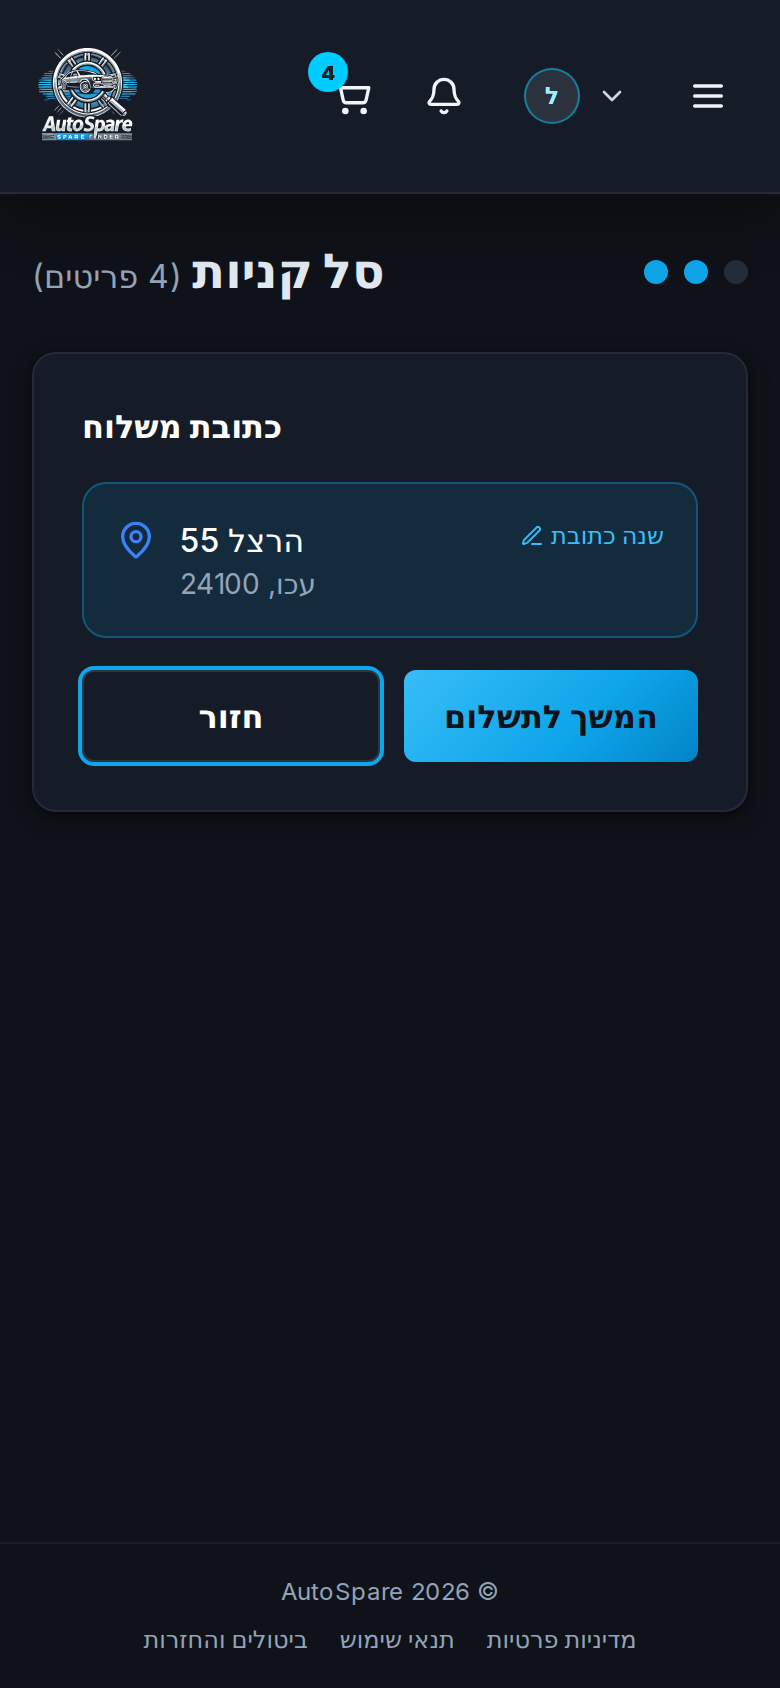 AutoSpare
SPARE FINDER
4
ל
סל קניות (4 פריטים)
כתובת משלוח
הרצל 55
עכו, 24100
שנה כתובת
חזור
המשך לתשלום
AutoSpare 2026 ©
מדיניות פרטיות
תנאי שימוש
ביטולים והחזרות